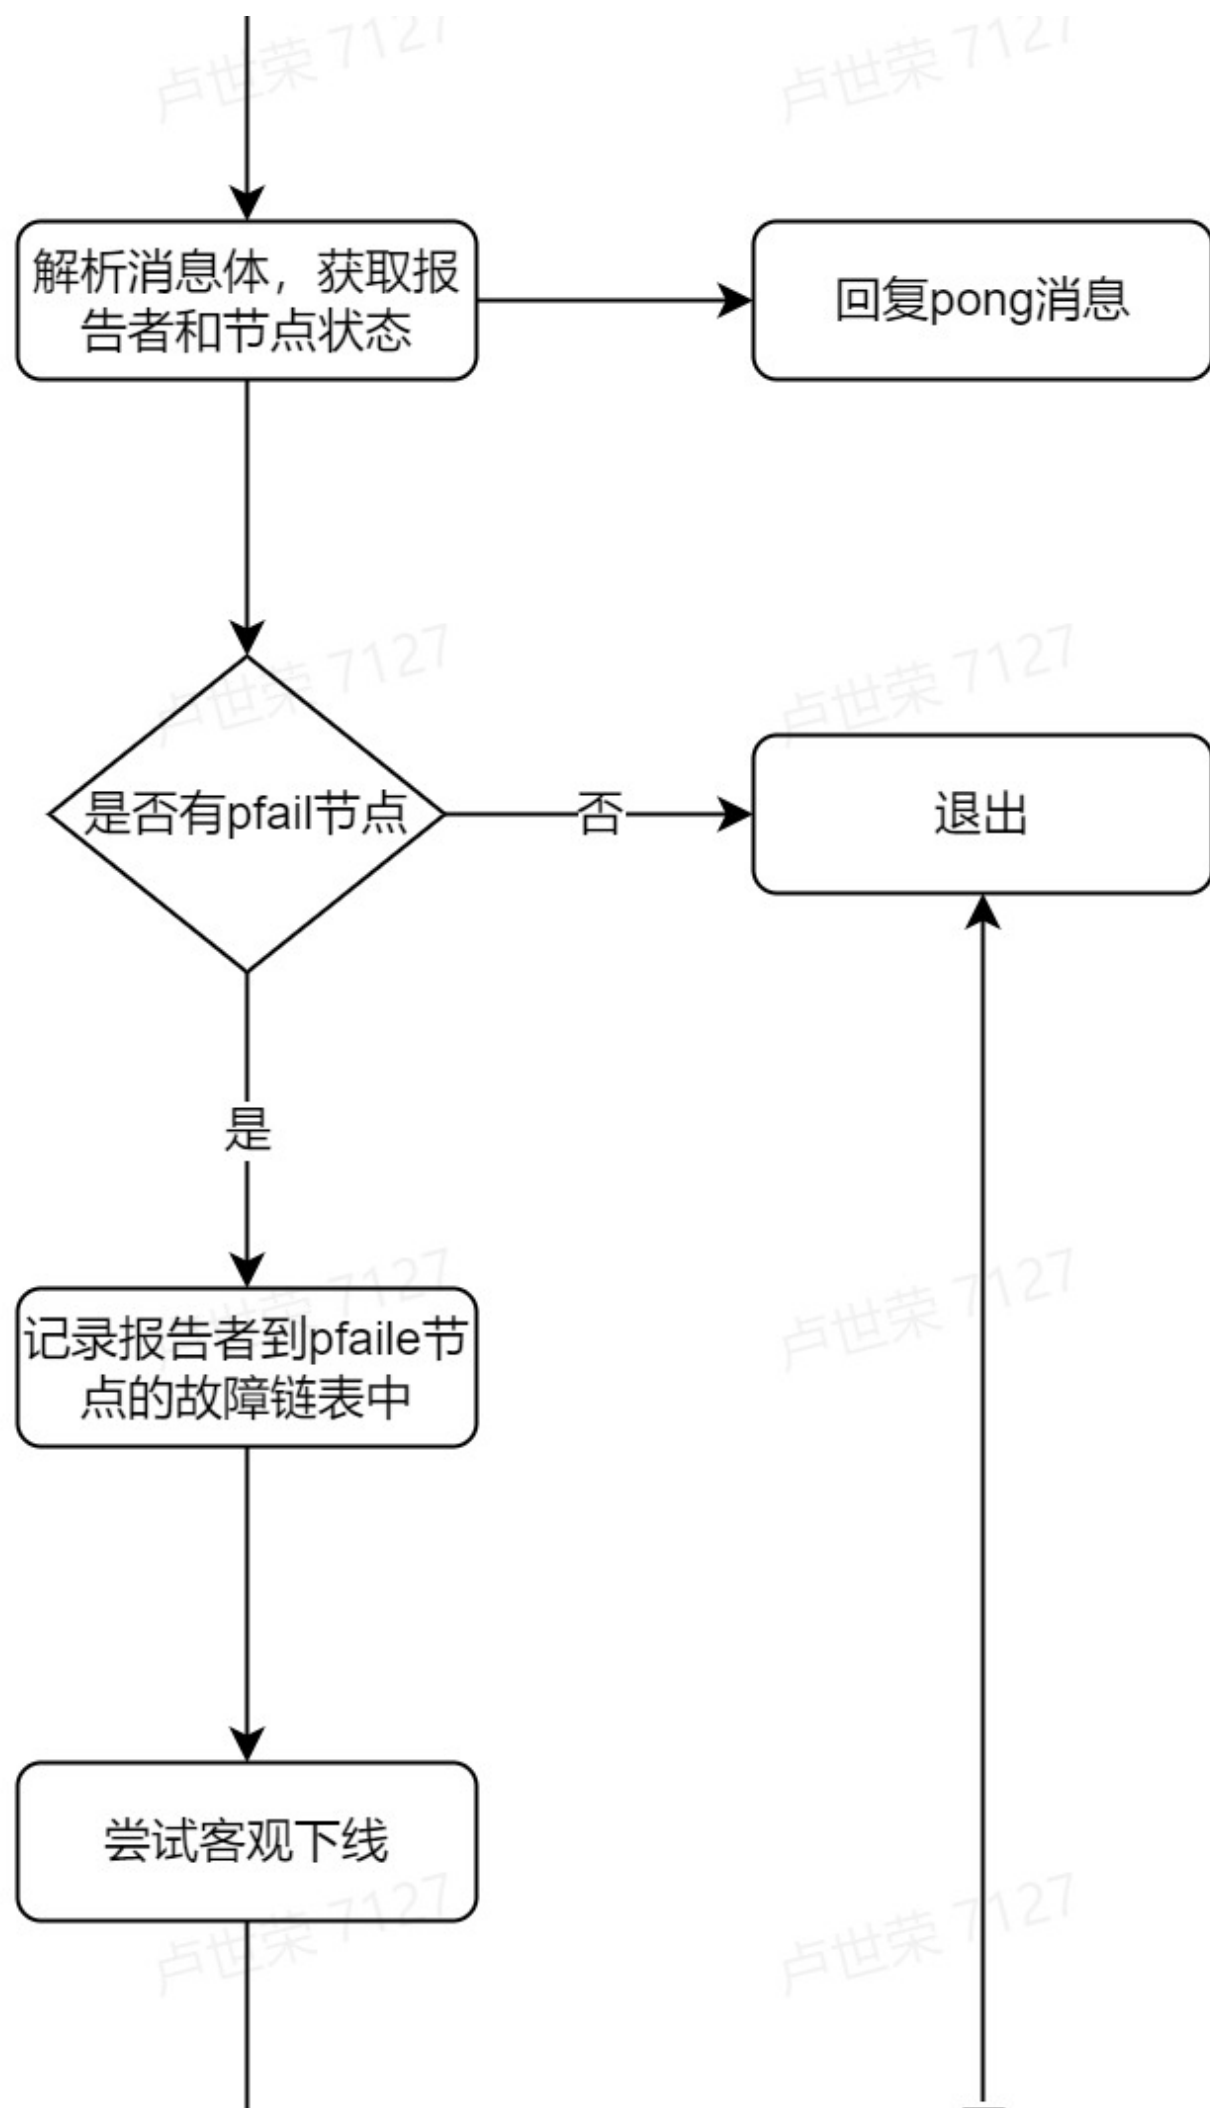 卢世荣 7127
卢世荣 7127
解析消息体，获取报
告者和节点状态
回复pong消息
卢世荣 7127
卢世荣 7127
是否有pfail节点
否
退出
是
卢世荣 7127
卢世荣 7127
记录报告者到pfaile节
点的故障链表中
尝试客观下线
卢世荣 7127
卢世荣 7127